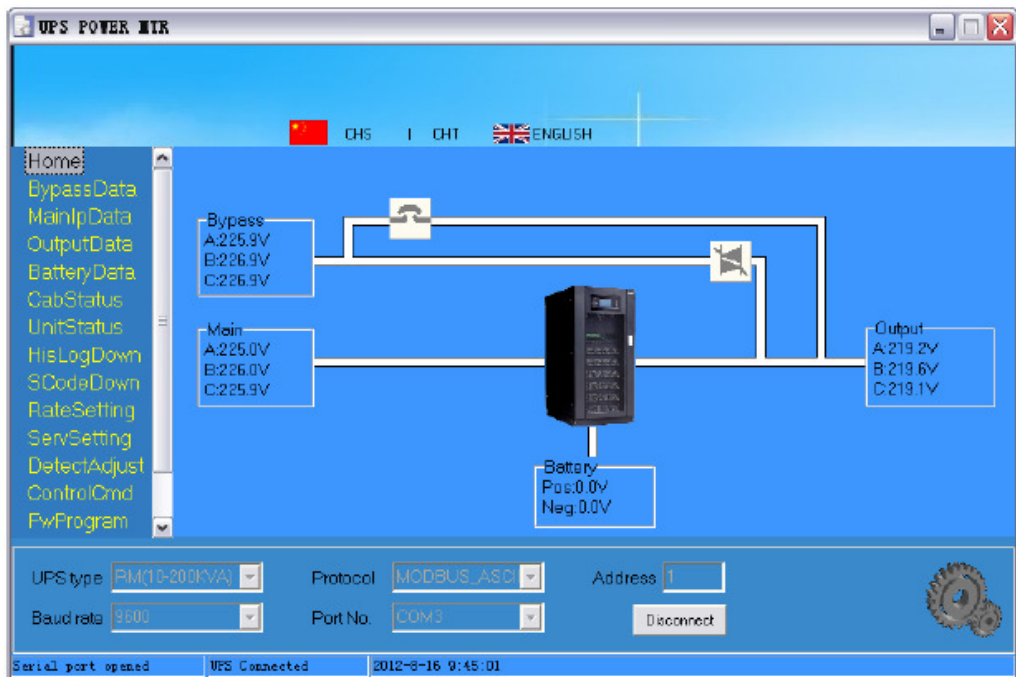 UPS POWER MTR
CHS | CHT ENGLISH
Home
BypassData
MainIpData
OutputData
BatteryData
CabStatus
UnitStatus
HisLogDown
SCodeDown
RateSetting
ServSetting
DetectAdjust
ControlCmd
FwProgram
Bypass
A:225.9V
B:226.9V
C:226.9V
Main
A:225.0V
B:226.0V
C:225.9V
Output
A:219.2V
B:219.6V
C:219.1V
Battery
Pos:0.0V
Neg:0.0V
UPS type RM(10-200KVA) Protocol MODBUS_ASCI Address 1
Baud rate 9600 Port No. COM3 Disconnect
Serial port opened UPS Connected 2012-8-16 9:45:01